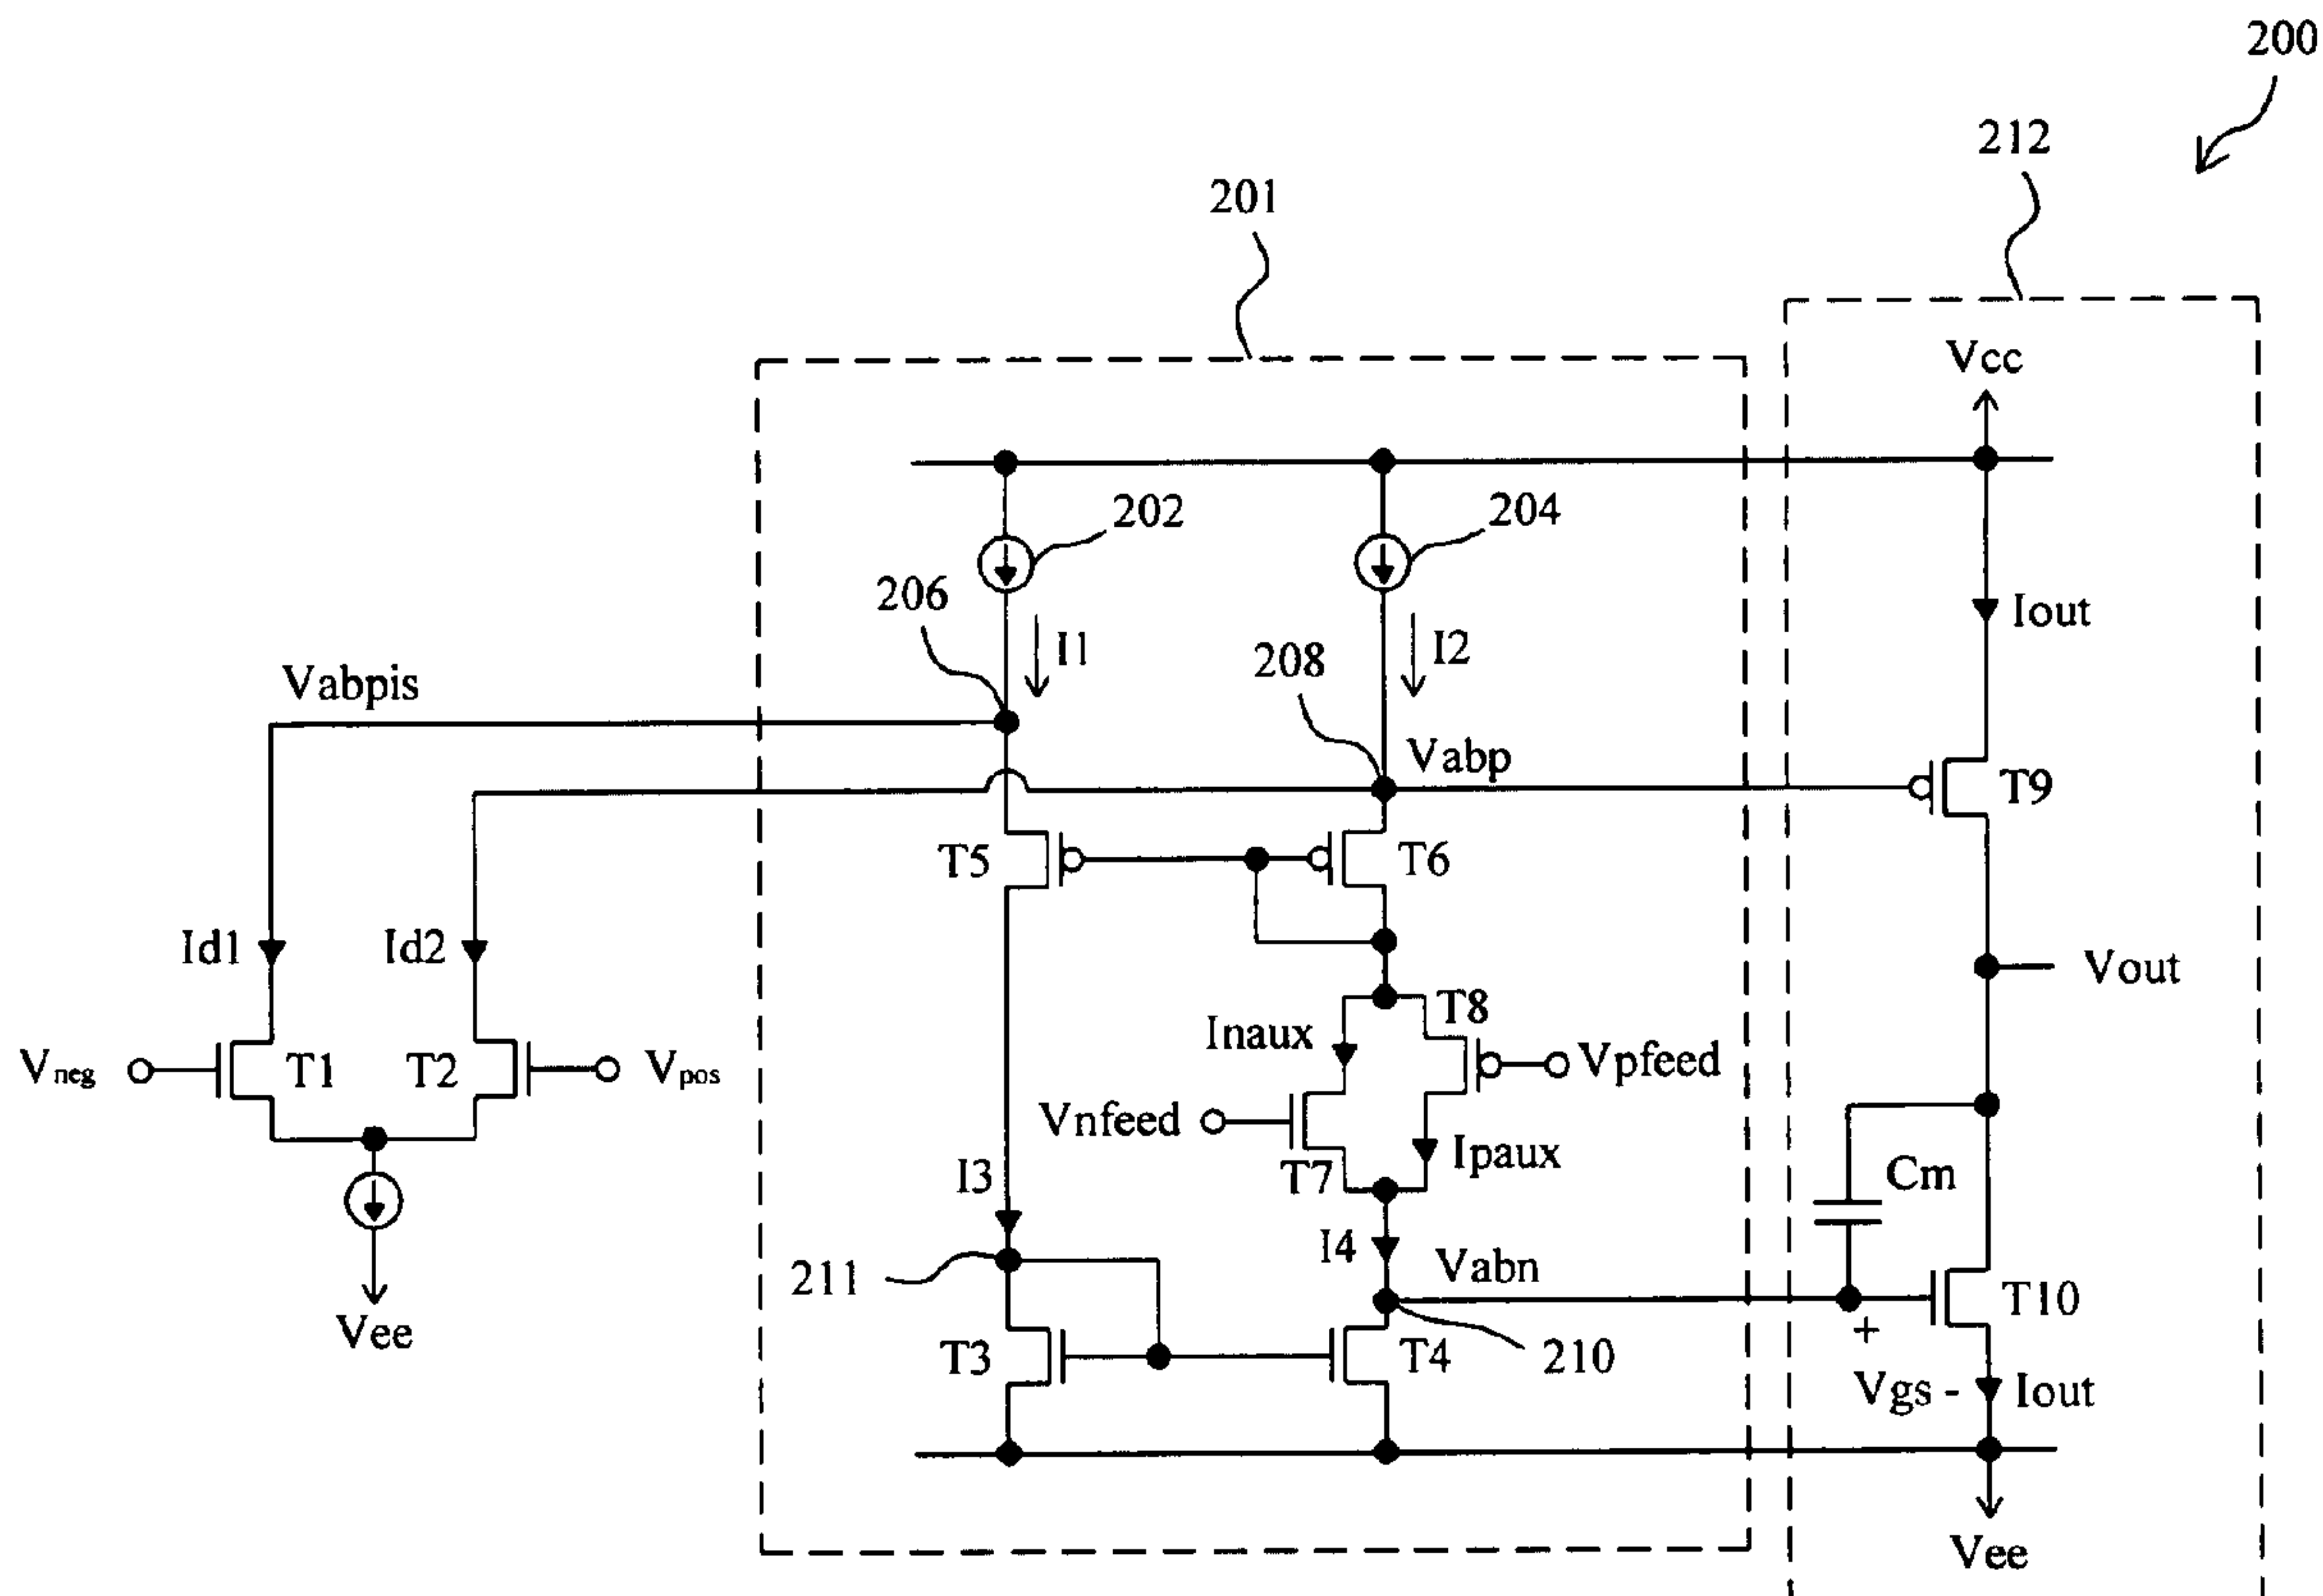 200
212
201
Vcc
202
204
Iout
206
I1
I2
208
Vabpis
Vabp
T9
T5
T6
Id1
Id2
Vout
T8
Inaux
Vneg
T1
T2
Vpos
Vpfeed
Vnfeed
T7
Ipaux
I3
Cm
I4
Vabn
211
T10
Vee
+
T3
T4
210
Vgs -
Iout
Vee